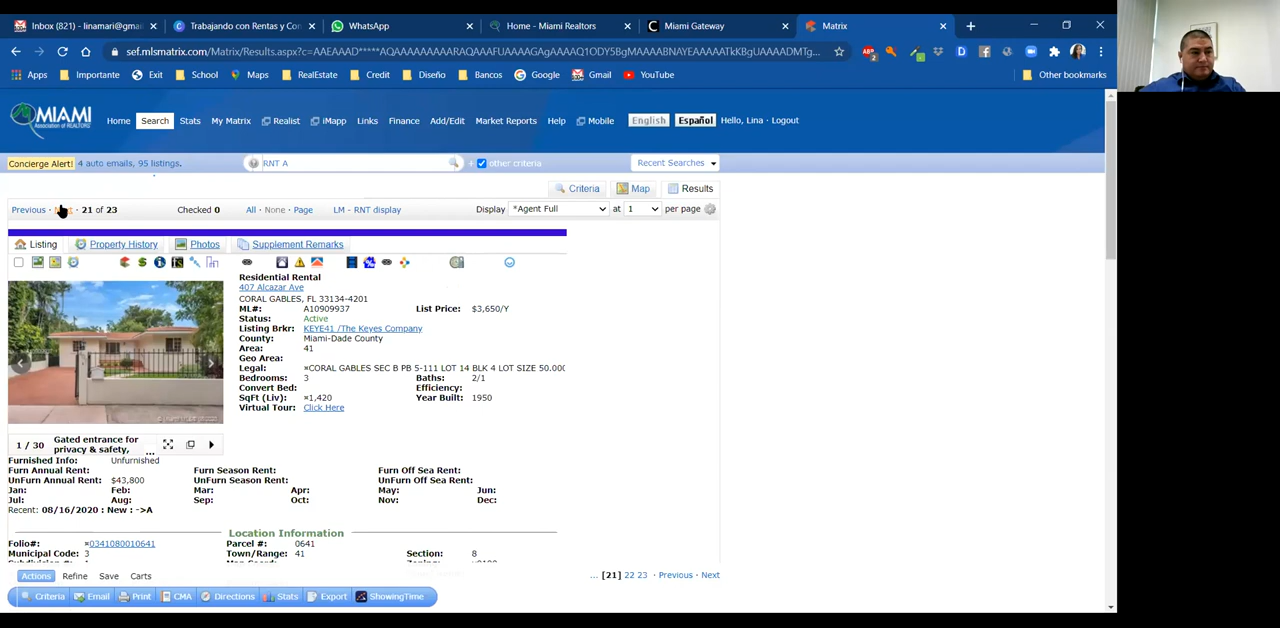 Inbox (821) - linamari@gmai
Trabajando con Rentas y Con
WhatsApp
Home - Miami Realtors
Miami Gateway
Matrix
sef.mlsmatrix.com/Matrix/Results.aspx?c=AAEAAAD*****AQAAAAAAAAARAQAAAFUAAAAGAgAAAAQ1ODY5BgMAAAABNAYEAAAAATkKBgUAAAADMTg...
Apps Importante Exit School Maps RealEstate Credit Diseño Bancos Google Gmail YouTube Other bookmarks
MIAMI
Association of REALTORS®
Home Search Stats My Matrix Realist iMapp Links Finance Add/Edit Market Reports Help Mobile English Español Hello, Lina · Logout
Concierge Alert! 4 auto emails, 95 listings.
RNT A
+ other criteria
Recent Searches
Criteria Map Results
Previous · 21 of 23 Checked 0 All · None · Page LM - RNT display Display *Agent Full at 1 per page
Listing Property History Photos Supplement Remarks
Residential Rental
407 Alcazar Ave
CORAL GABLES, FL 33134-4201
ML#: A10909937 List Price: $3,650/Y
Status: Active
Listing Brkr: KEYE41 /The Keyes Company
County: Miami-Dade County
Area: 41
Geo Area:
Legal: ¤CORAL GABLES SEC B PB 5-111 LOT 14 BLK 4 LOT SIZE 50.000
Bedrooms: 3 Baths: 2/1
Convert Bed: Efficiency:
SqFt (Liv): ¤1,420 Year Built: 1950
Virtual Tour: Click Here
1 / 30
Gated entrance for
privacy & safety,
...
Furnished Info: Unfurnished
Furn Annual Rent: Furn Season Rent: Furn Off Sea Rent:
UnFurn Annual Rent: $43,800 UnFurn Season Rent: UnFurn Off Sea Rent:
Jan: Feb: Mar: Apr: May: Jun:
Jul: Aug: Sep: Oct: Nov: Dec:
Recent: 08/16/2020 : New : ->A
Location Information
Folio#: ¤0341080010641 Parcel #: 0641
Municipal Code: 3 Town/Range: 41 Section: 8
Actions Refine Save Carts
... [21] 22 23 · Previous · Next
Criteria Email Print CMA Directions Stats Export ShowingTime